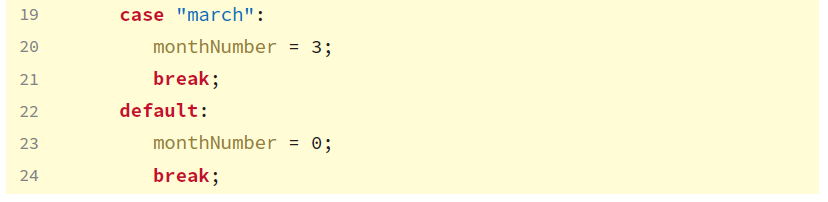 19 case "march":
20 monthNumber = 3;
21 break;
22 default:
23 monthNumber = 0;
24 break;